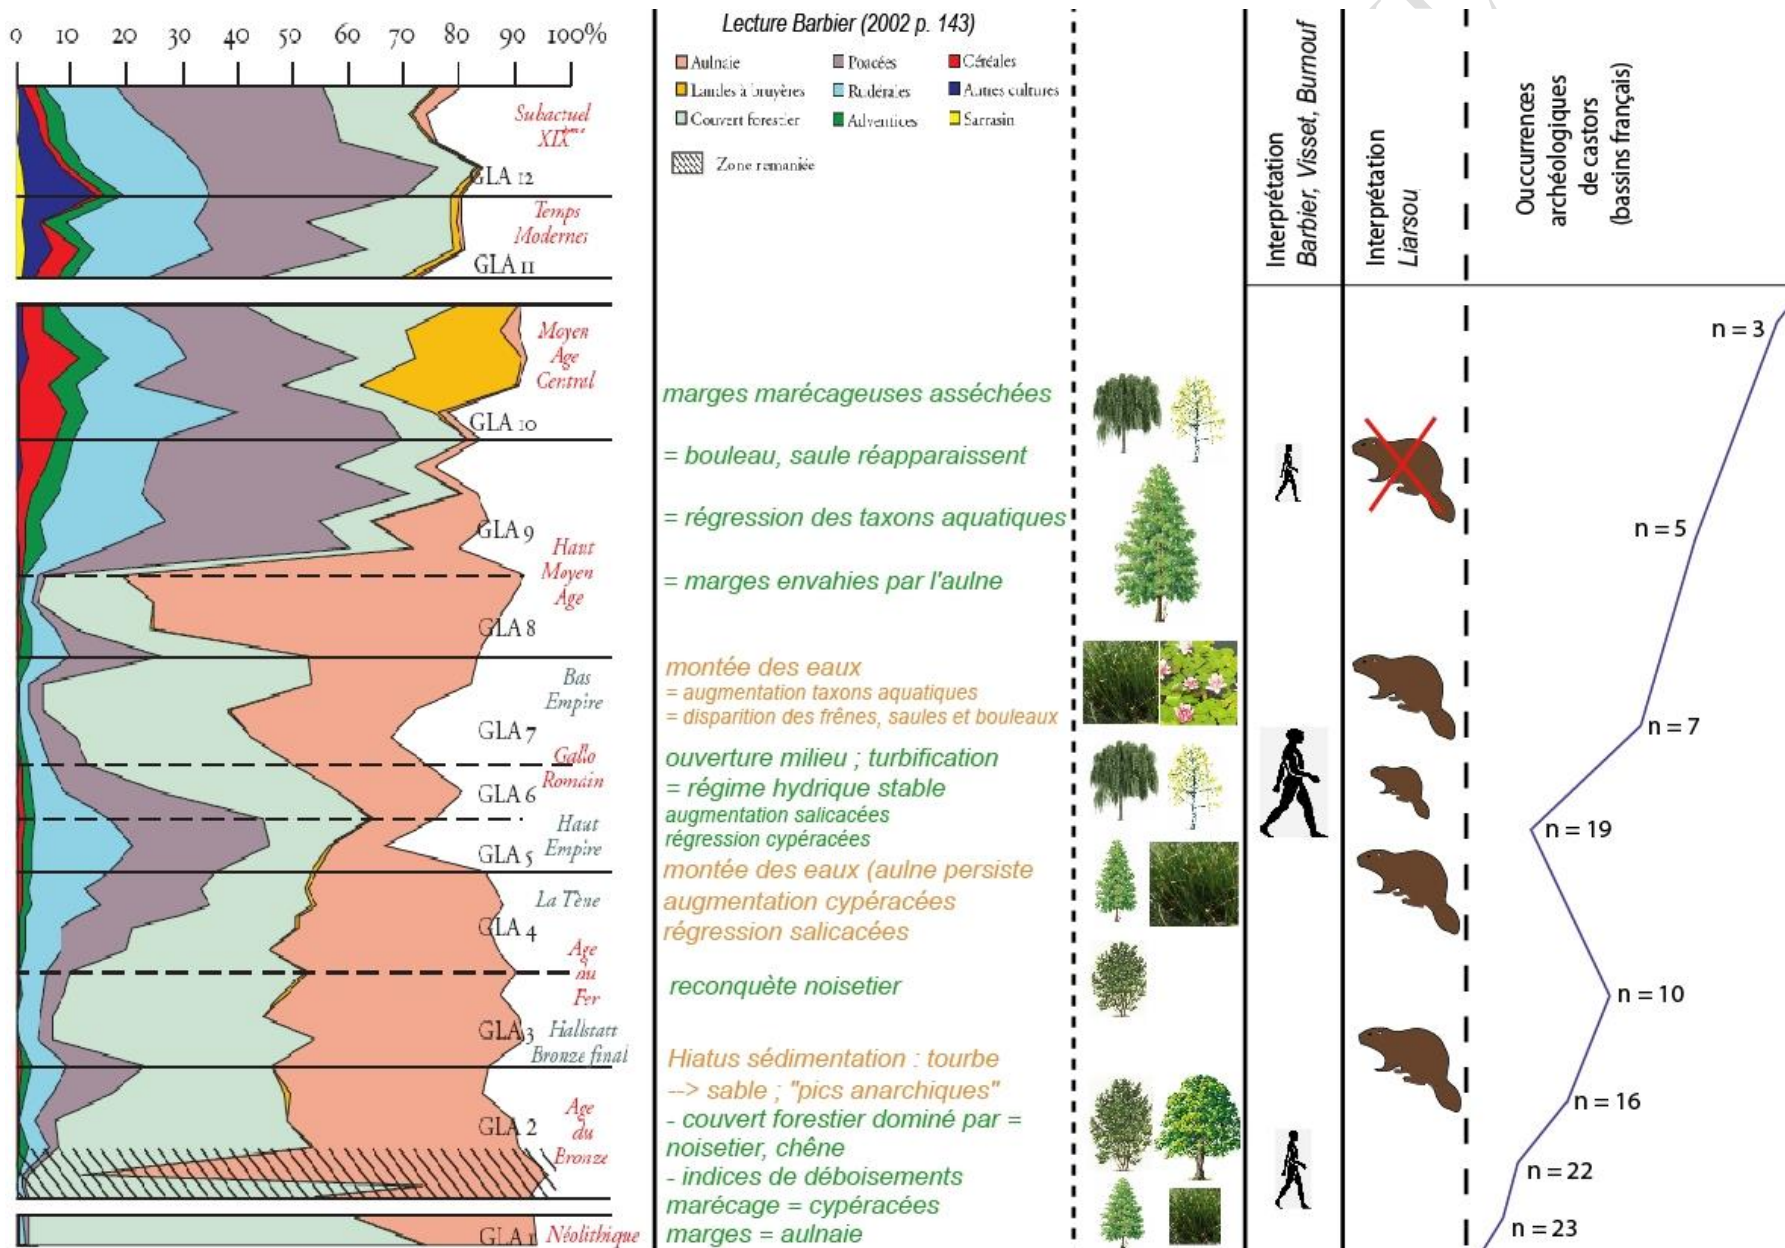 0 10 20 30 40 50 60 70 80 90 100%
Subactuel
XIXème
GLA 12
Temps
Modernes
GLA 11
Moyen
Age
Central
GLA 10
GLA 9
Haut
Moyen
Age
GLA 8
Bas
Empire
GLA 7
Gallo
Romain
GLA 6
Haut
Empire
GLA 5
La Tène
GLA 4
Age
du
Fer
GLA 3
Hallstatt
Bronze final
Age
du
Bronze
GLA 2
GLA 1
Néolithique
Lecture Barbier (2002 p. 143)
Aulnaie
Poacées
Céréales
Landes à bruyères
Rudérales
Autres cultures
Couvert forestier
Adventices
Sarrasin
Zone remaniée
marges marécageuses asséchées
= bouleau, saule réapparaissent
= régression des taxons aquatiques
= marges envahies par l'aulne
montée des eaux
= augmentation taxons aquatiques
= disparition des frênes, saules et bouleaux
ouverture milieu ; turbification
= régime hydrique stable
augmentation salicacées
régression cypéracées
montée des eaux (aulne persiste
augmentation cypéracées
régression salicacées
reconquète noisetier
Hiatus sédimentation : tourbe
--> sable ; "pics anarchiques"
- couvert forestier dominé par =
noisetier, chêne
- indices de déboisements
marécage = cypéracées
marges = aulnaie
Interprétation
Barbier, Visset, Burnouf
Interprétation
Liarsou
Ouccurrences
archéologiques
de castors
(bassins français)
n = 3
n = 5
n = 7
n = 19
n = 10
n = 16
n = 22
n = 23